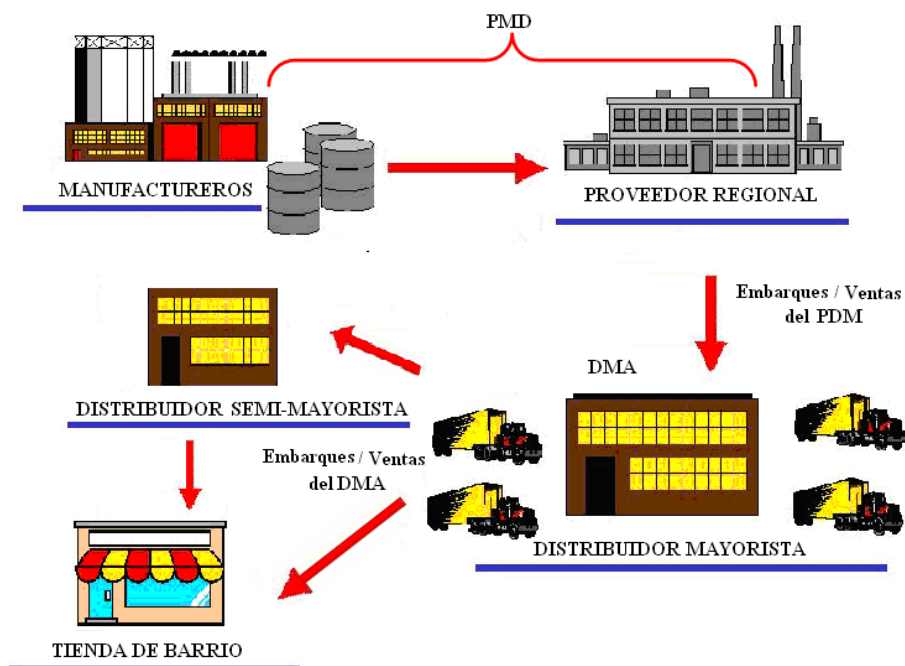 PMD
MANUFACTUREROS
PROVEEDOR REGIONAL
Embarques / Ventas
del PDM
DMA
DISTRIBUIDOR SEMI-MAYORISTA
Embarques / Ventas
del DMA
DISTRIBUIDOR MAYORISTA
TIENDA DE BARRIO